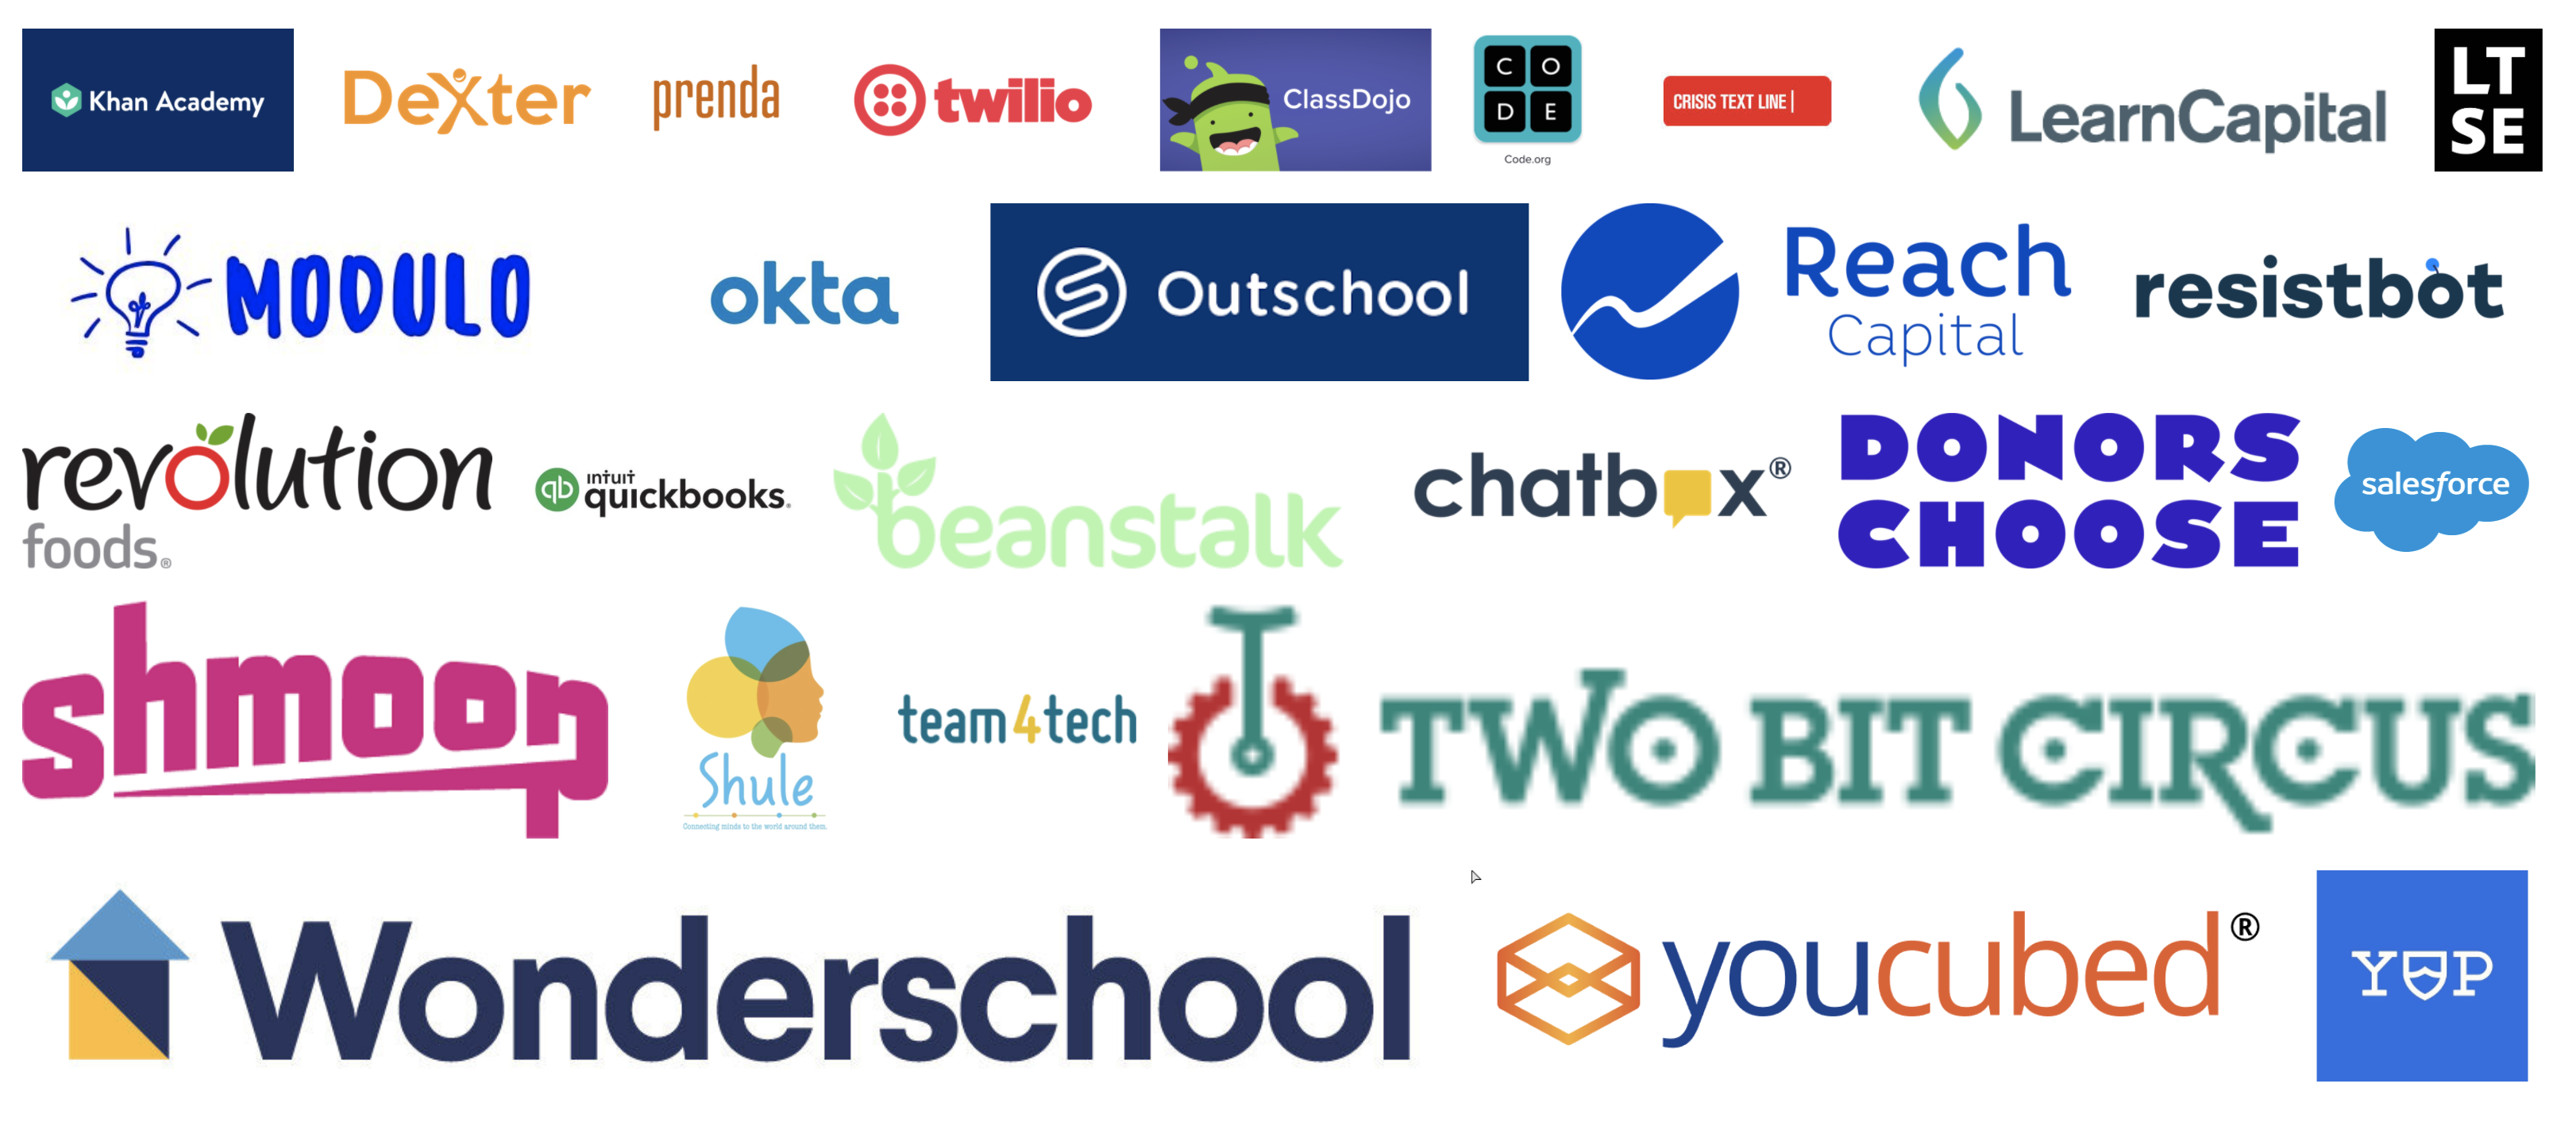 Khan Academy
Dexter
prenda
twilio
ClassDojo
C O
D E
Code.org
CRISIS TEXT LINE |
LearnCapital
LT
SE
MODULO
okta
Outschool
Reach
Capital
resistbot
revolution
foods®
qb
intuit
quickbooks.
beanstalk
chatbox®
DONORS
CHOOSE
salesforce
shmoop
Shule
Connecting minds to the world around them.
team4tech
TWO BIT CIRCUS
Wonderschool
youcubed®
YUP